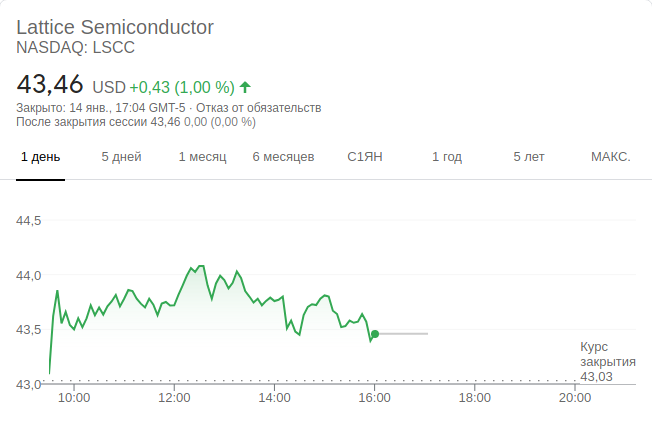 Lattice Semiconductor
NASDAQ: LSCC
43,46 USD +0,43 (1,00 %)
Закрыто: 14 янв., 17:04 GMT-5 · Отказ от обязательств
После закрытия сессии 43,46 0,00 (0,00 %)
1 день 5 дней 1 месяц 6 месяцев С1ЯН 1 год 5 лет МАКС.
44,5
44,0
43,5
Курс
закрытия
43,03
43,0
10:00 12:00 14:00 16:00 18:00 20:00